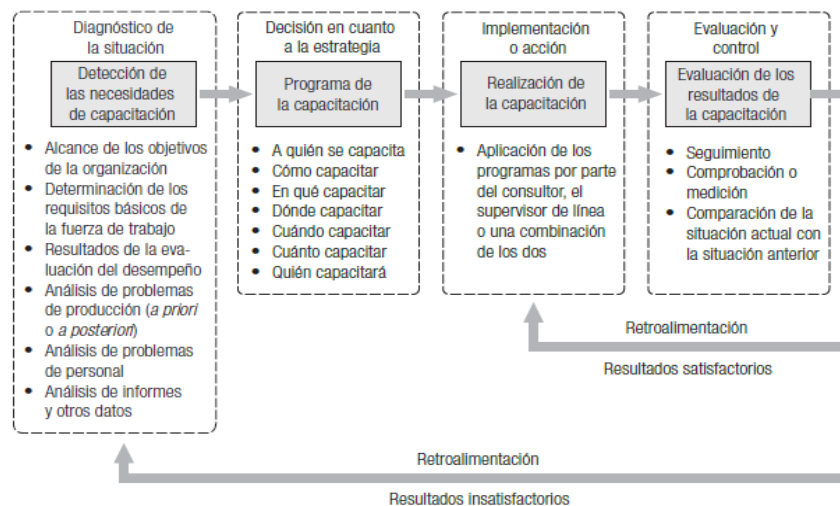 Diagnóstico de
la situación
Detección de
las necesidades
de capacitación
• Alcance de los objetivos
de la organización
• Determinación de los
requisitos básicos de
la fuerza de trabajo
• Resultados de la eva-
luación del desempeño
• Análisis de problemas
de producción (a priori
o a posteriori)
• Análisis de problemas
de personal
• Análisis de informes
y otros datos
Decisión en cuanto
a la estrategia
Programa de
la capacitación
• A quién se capacita
• Cómo capacitar
• En qué capacitar
• Dónde capacitar
• Cuándo capacitar
• Cuánto capacitar
• Quién capacitará
Implementación
o acción
Realización de
la capacitación
• Aplicación de los
programas por parte
del consultor, el
supervisor de línea
o una combinación
de los dos
Evaluación y
control
Evaluación de los
resultados de
la capacitación
• Seguimiento
• Comprobación o
medición
• Comparación de la
situación actual con
la situación anterior
Retroalimentación
Resultados satisfactorios
Retroalimentación
Resultados insatisfactorios